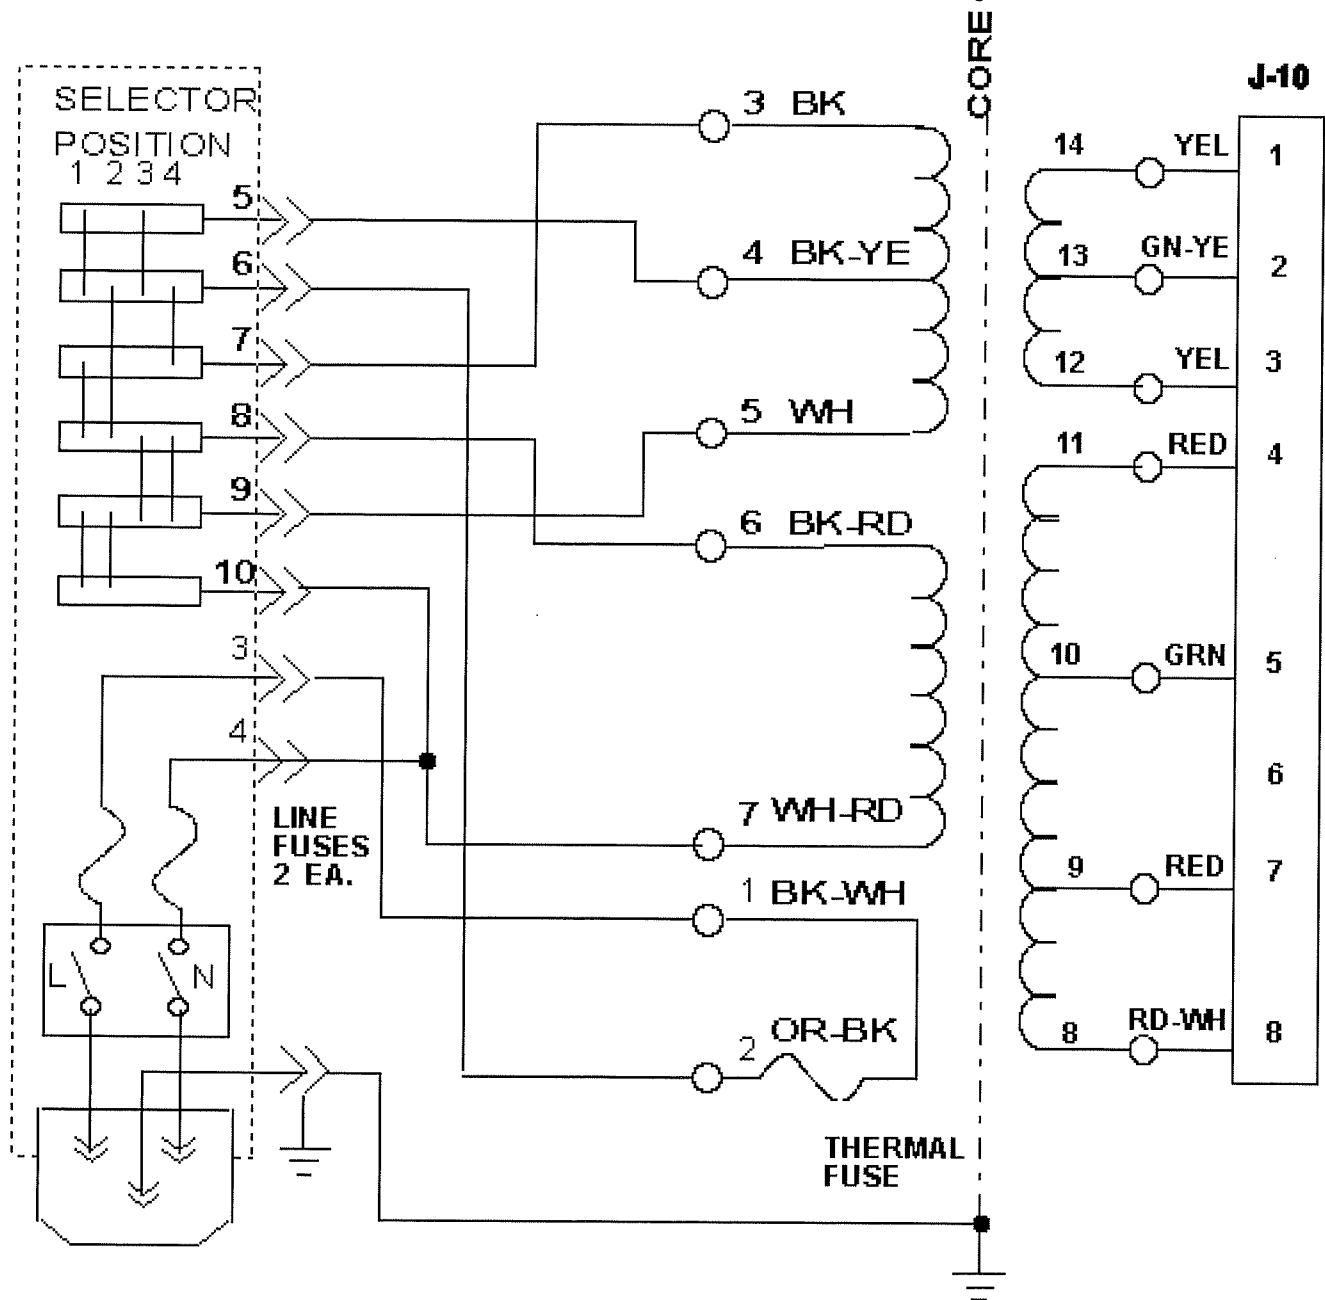 CORE
J-10
SELECTOR
POSITION
1 2 3 4
5
6
7
8
9
10
3
4
3 BK
4 BK-YE
5 WH
6 BK-RD
7 WH-RD
1 BK-WH
2 OR-BK
LINE
FUSES
2 EA.
L
N
THERMAL
FUSE
14 YEL 1
13 GN-YE 2
12 YEL 3
11 RED 4
10 GRN 5
6
9 RED 7
8 RD-WH 8